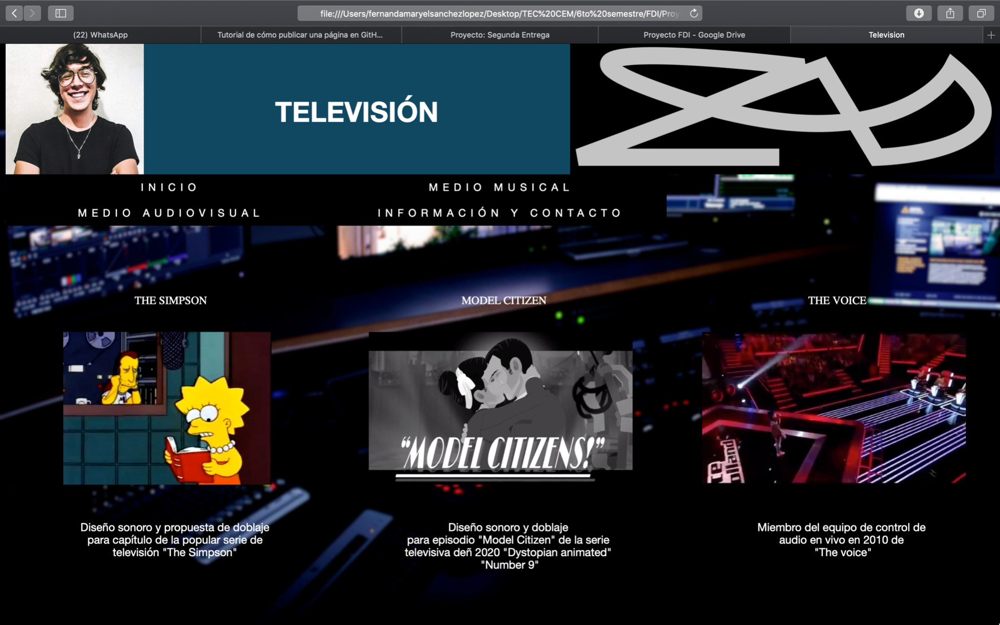 file:///Users/fernandamaryelsanchezlopez/Desktop/TEC%20CEM/6to%20semestre/FDI/Proy
(22) WhatsApp
Tutorial de cómo publicar una página en GitH...
Proyecto: Segunda Entrega
Proyecto FDI - Google Drive
Television
TELEVISIÓN
INICIO
MEDIO MUSICAL
MEDIO AUDIOVISUAL
INFORMACIÓN Y CONTACTO
THE SIMPSON
MODEL CITIZEN
THE VOICE
"MODEL CITIZENS!"
Diseño sonoro y propuesta de doblaje
para capítulo de la popular serie de
televisión "The Simpson"
Diseño sonoro y doblaje
para episodio "Model Citizen" de la serie
televisiva deñ 2020 "Dystopian animated"
"Number 9"
Miembro del equipo de control de
audio en vivo en 2010 de
"The voice"